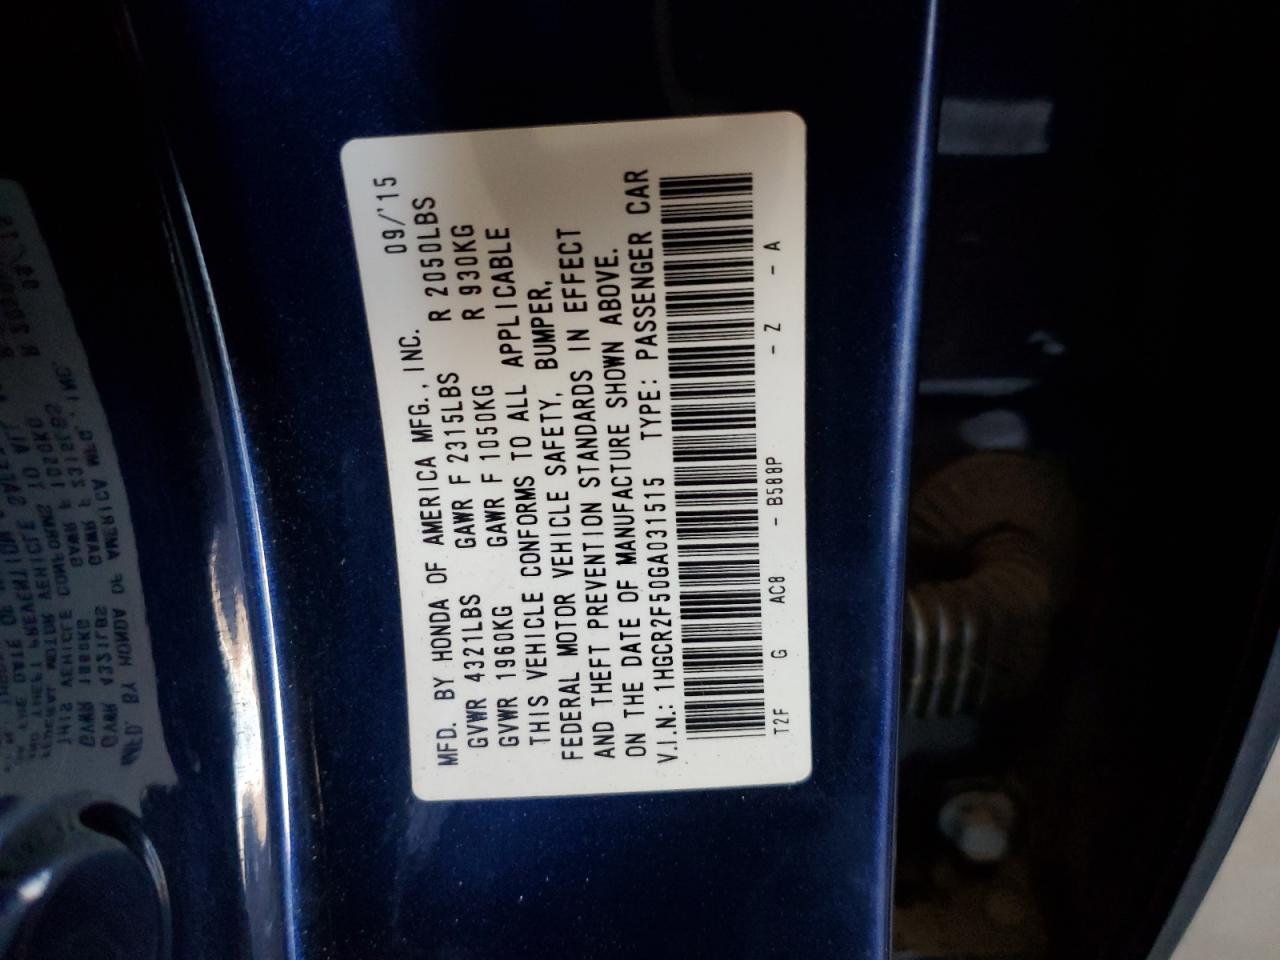 MFD. BY HONDA OF AMERICA MFG., INC. 09/'15
GVWR 4321LBS GAWR F 2315LBS R 2050LBS
GVWR 1960KG GAWR F 1050KG R 930KG
THIS VEHICLE CONFORMS TO ALL APPLICABLE
FEDERAL MOTOR VEHICLE SAFETY, BUMPER,
AND THEFT PREVENTION STANDARDS IN EFFECT
ON THE DATE OF MANUFACTURE SHOWN ABOVE.
V.I.N.: 1HGCR2F50GA031515 TYPE: PASSENGER CAR
T2F G AC8 - B588P - Z - A